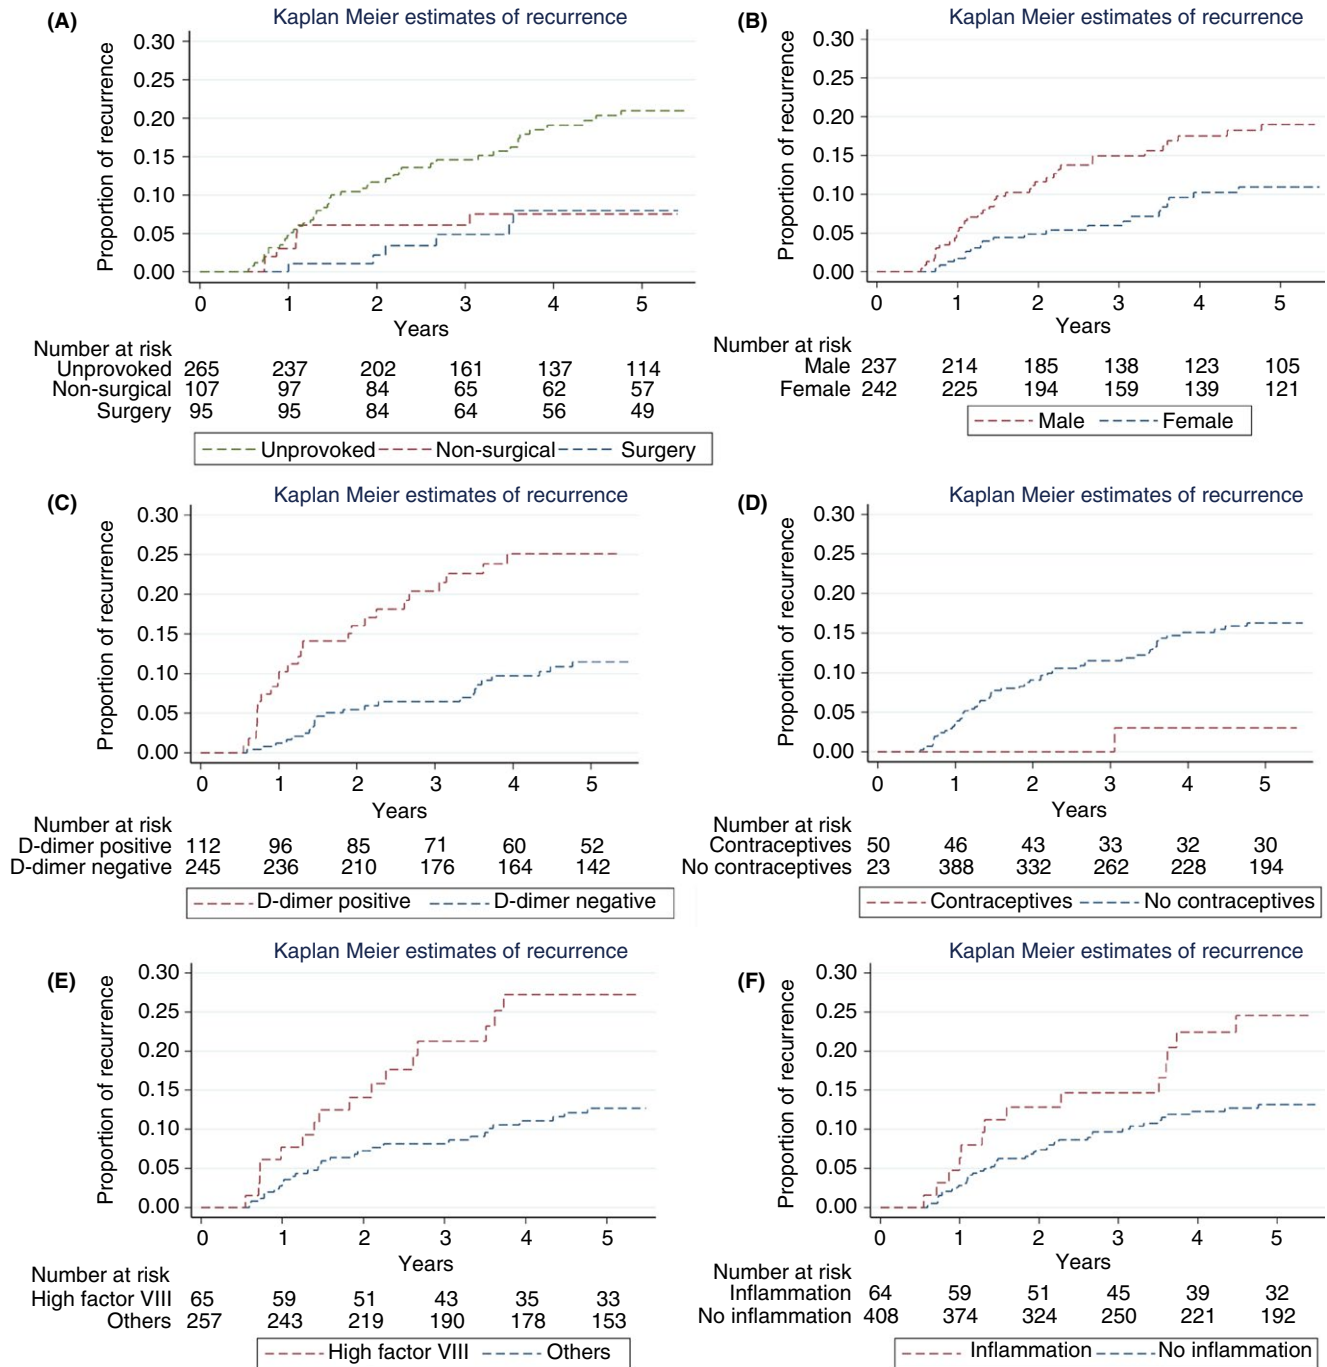 (A)
Kaplan Meier estimates of recurrence
Proportion of recurrence
0.30
0.25
0.20
0.15
0.10
0.05
0.00
0 1 2 3 4 5
Years
Number at risk
Unprovoked 265 237 202 161 137 114
Non-surgical 107 97 84 65 62 57
Surgery 95 95 84 64 56 49
Unprovoked Non-surgical Surgery
(B)
Kaplan Meier estimates of recurrence
Proportion of recurrence
0.30
0.25
0.20
0.15
0.10
0.05
0.00
0 1 2 3 4 5
Years
Number at risk
Male 237 214 185 138 123 105
Female 242 225 194 159 139 121
Male Female
(C)
Kaplan Meier estimates of recurrence
Proportion of recurrence
0.30
0.25
0.20
0.15
0.10
0.05
0.00
0 1 2 3 4 5
Years
Number at risk
D-dimer positive 112 96 85 71 60 52
D-dimer negative 245 236 210 176 164 142
D-dimer positive D-dimer negative
(D)
Kaplan Meier estimates of recurrence
Proportion of recurrence
0.30
0.25
0.20
0.15
0.10
0.05
0.00
0 1 2 3 4 5
Years
Number at risk
Contraceptives 50 46 43 33 32 30
No contraceptives 23 388 332 262 228 194
Contraceptives No contraceptives
(E)
Kaplan Meier estimates of recurrence
Proportion of recurrence
0.30
0.25
0.20
0.15
0.10
0.05
0.00
0 1 2 3 4 5
Years
Number at risk
High factor VIII 65 59 51 43 35 33
Others 257 243 219 190 178 153
High factor VIII Others
(F)
Kaplan Meier estimates of recurrence
Proportion of recurrence
0.30
0.25
0.20
0.15
0.10
0.05
0.00
0 1 2 3 4 5
Years
Number at risk
Inflammation 64 59 51 45 39 32
No inflammation 408 374 324 250 221 192
Inflammation No inflammation